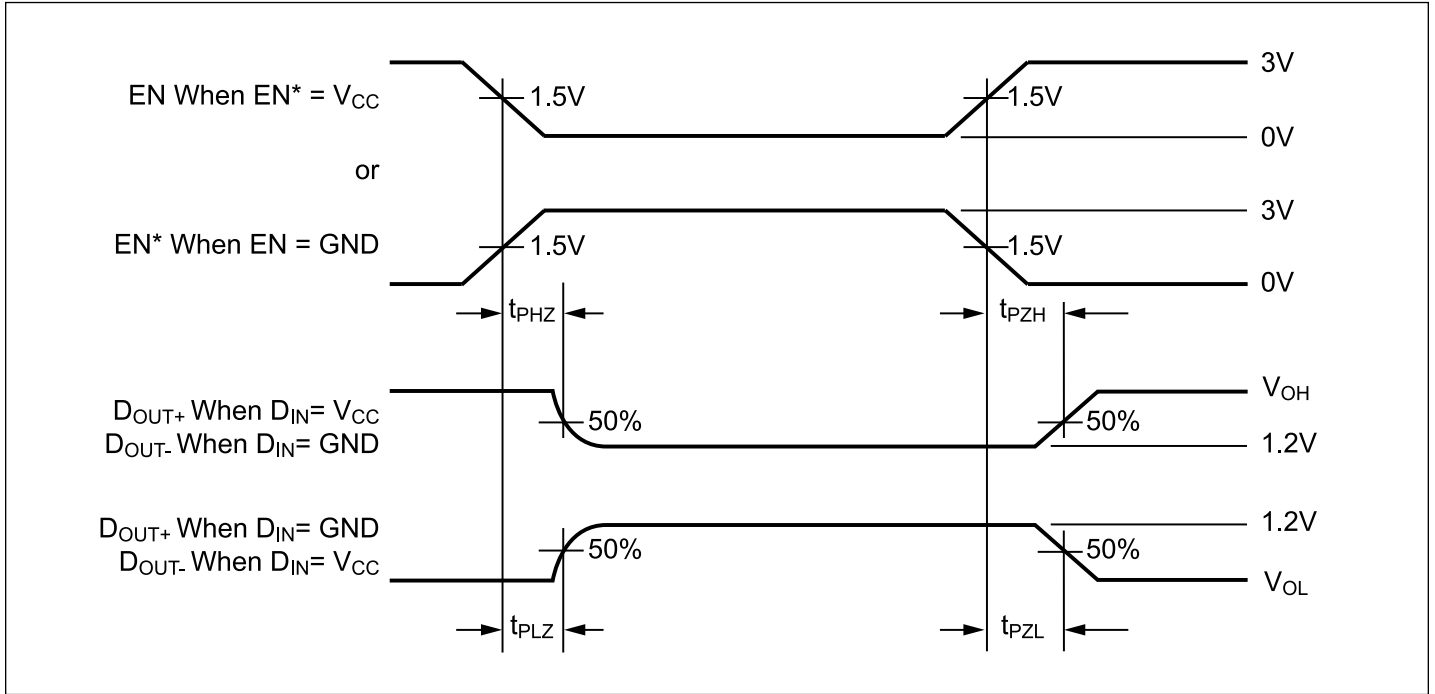 EN When EN* = VCC
1.5V
1.5V
3V
0V
or
EN* When EN = GND
1.5V
1.5V
3V
0V
tPHZ
tPZH
DOUT+ When DIN= VCC
DOUT- When DIN= GND
50%
50%
VOH
1.2V
DOUT+ When DIN= GND
DOUT- When DIN= VCC
50%
50%
1.2V
VOL
tPLZ
tPZL